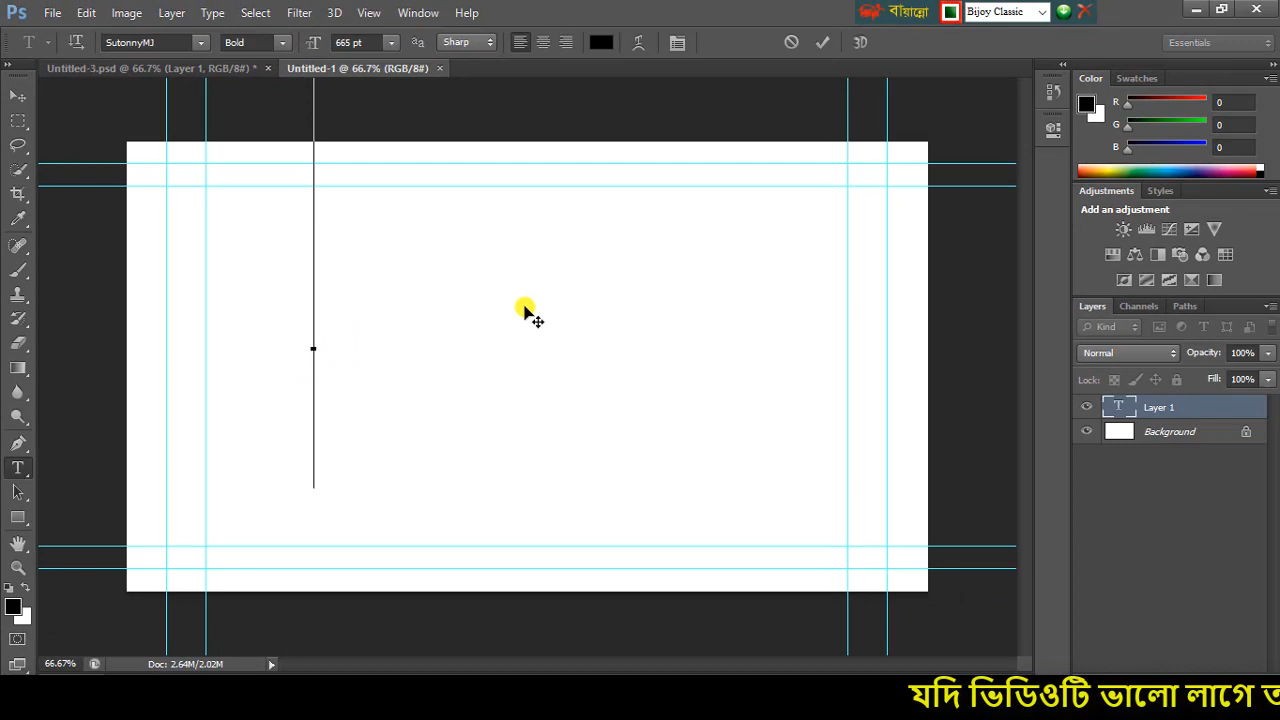 Ps File Edit Image Layer Type Select Filter 3D View Window Help বায়ান্নো Bijoy Classic
T SutonnyMJ Bold 665 pt Sharp 3D Essentials
Untitled-3.psd @ 66.7% (Layer 1, RGB/8#) * × Untitled-1 @ 66.7% (RGB/8#) ×
Color Swatches
R 0
G 0
B 0
Adjustments Styles
Add an adjustment
Layers Channels Paths
Kind
Normal Opacity: 100%
Lock: Fill: 100%
T Layer 1
Background
66.67% Doc: 2.64M/2.02M
যদি ভিডিওটি ভালো লাগে ত